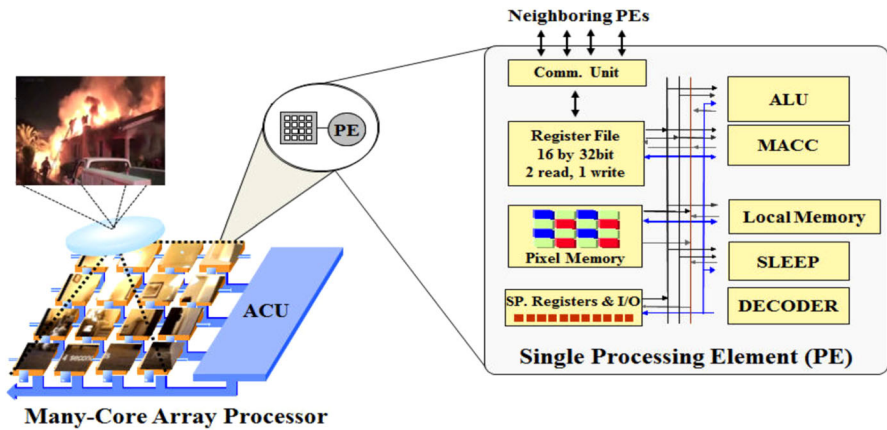 Neighboring PEs
Comm. Unit
Register File
16 by 32bit
2 read, 1 write
Pixel Memory
SP. Registers & I/O
ALU
MACC
Local Memory
SLEEP
DECODER
Single Processing Element (PE)
PE
ACU
Many-Core Array Processor